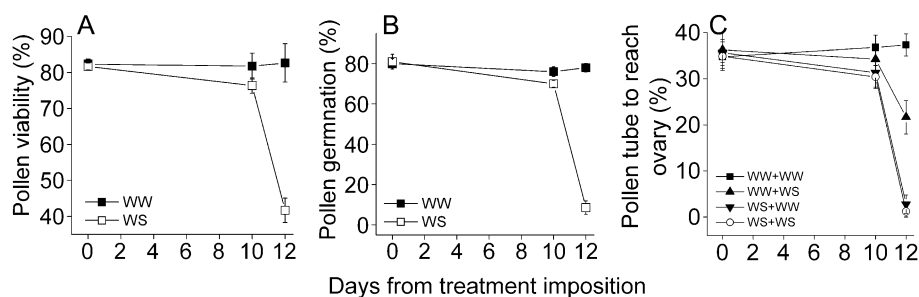 A
B
C
Pollen viability (%)
90
80
70
60
50
40
WW
WS
0 2 4 6 8 10 12
Pollen germnation (%)
80
60
40
20
0
WW
WS
0 2 4 6 8 10 12
Pollen tube to reach
ovary (%)
40
30
20
10
0
WW+WW
WW+WS
WS+WW
WS+WS
0 2 4 6 8 10 12
Days from treatment imposition